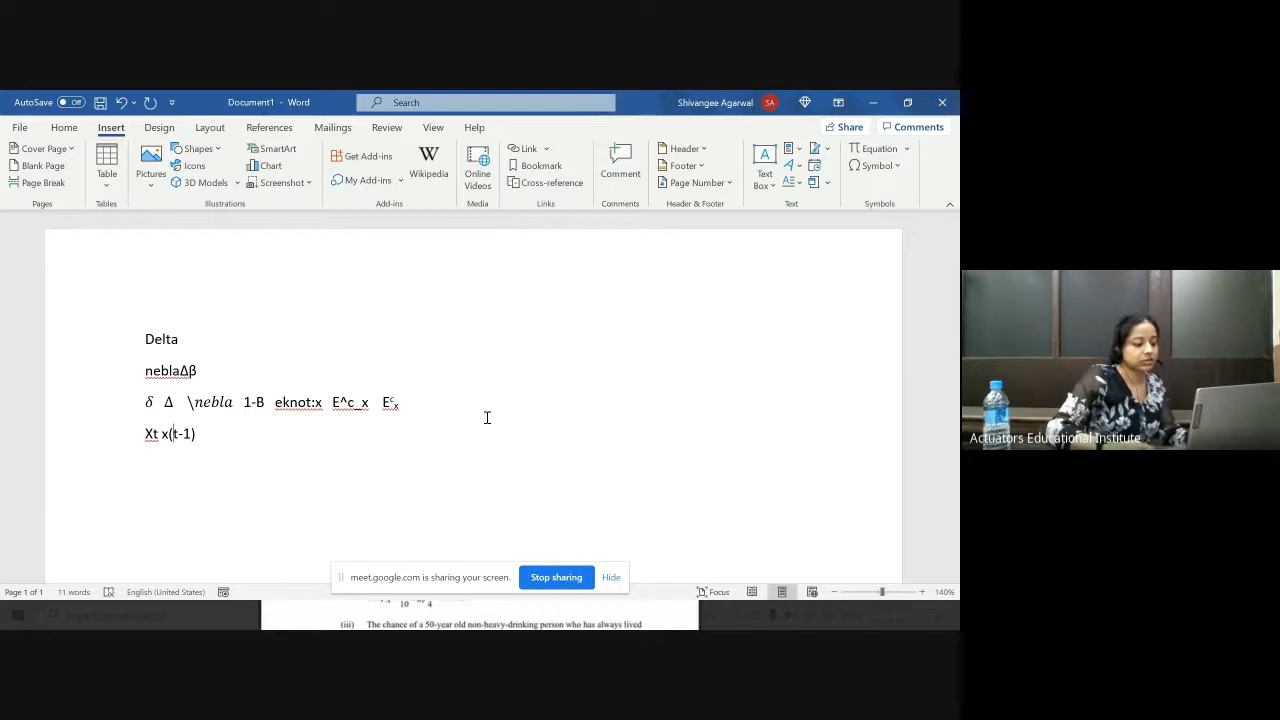 AutoSave Off Document1 - Word Search Shivangee Agarwal SA
File Home Insert Design Layout References Mailings Review View Help Share Comments
Cover Page Blank Page Page Break Pages
Table Tables
Pictures Shapes Icons 3D Models SmartArt Chart Screenshot Illustrations
Get Add-ins My Add-ins Wikipedia Add-ins
Online Videos Media
Link Bookmark Cross-reference Links
Comment Comments
Header Footer Page Number Header & Footer
Text Box Text
Equation Symbol Symbols
Delta
neblaΔβ
δ Δ \nebla 1-B eknot:x E^c_x Eᶜₓ
Xt x(t-1)
Actuators Educational Institute
meet.google.com is sharing your screen. Stop sharing Hide
Page 1 of 1 11 words English (United States) Focus 140%
10 4
(iii) The chance of a 50-year old non-heavy-drinking person who has always lived